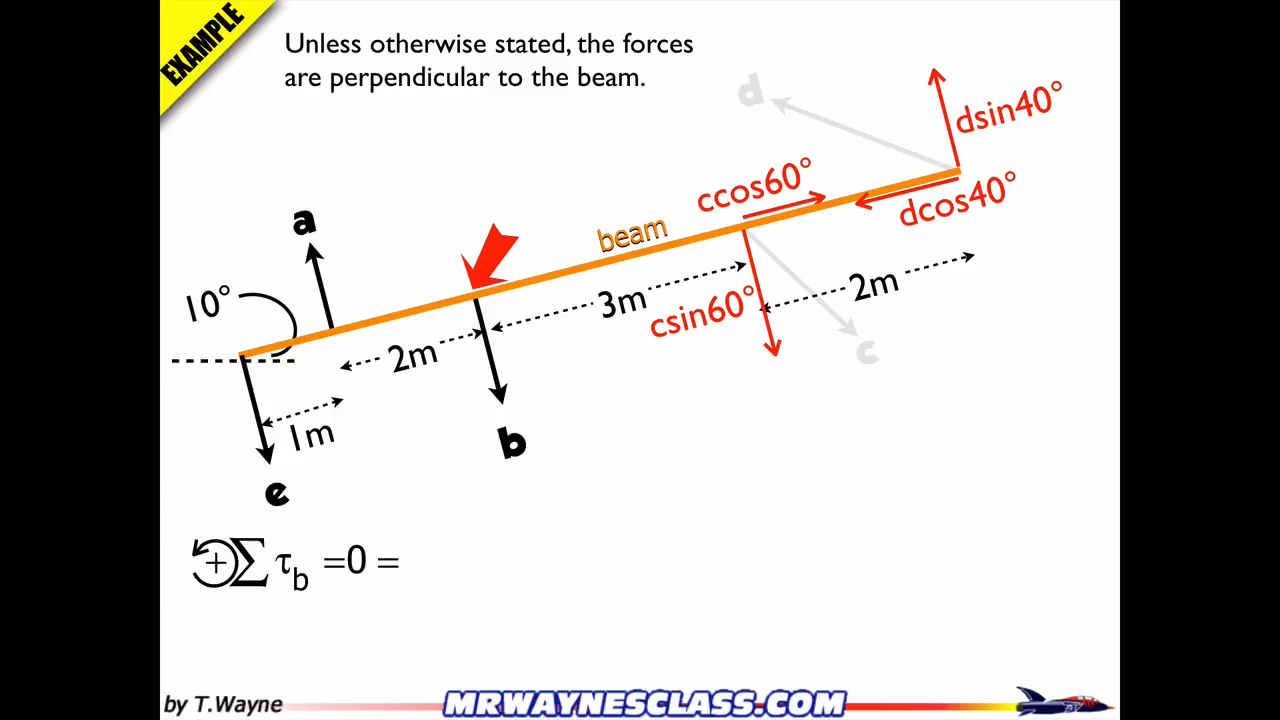 EXAMPLE
Unless otherwise stated, the forces
are perpendicular to the beam.
d
dsin40°
ccos60°
dcos40°
a
beam
10°
3m
2m
csin60°
2m
c
1m
b
e
+∑ τb =0 =
by T.Wayne
MRWAYNESCLASS.COM